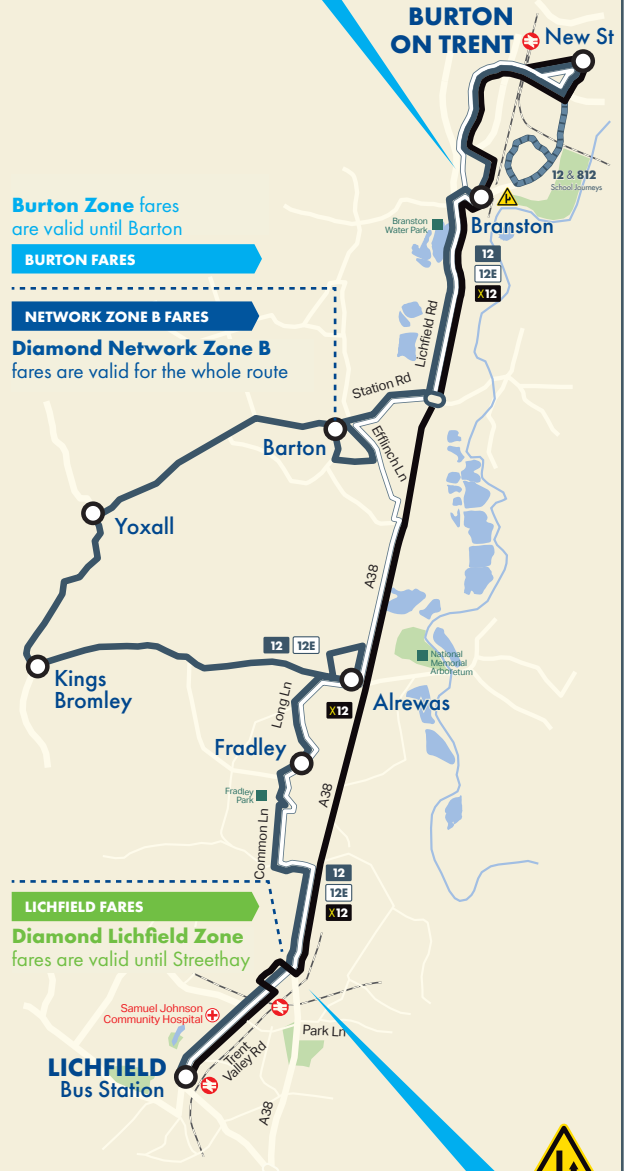 BURTON
ON TRENT
New St
12 & 812
School Journeys
Burton Zone fares
are valid until Barton
BURTON FARES
Branston
Water Park
Branston
12
12E
X12
NETWORK ZONE B FARES
Diamond Network Zone B
fares are valid for the whole route
Lichfield Rd
Station Rd
Barton
Efflinch Ln
Yoxall
A38
12 12E
National
Memorial
Arboretum
Kings
Bromley
Long Ln
Alrewas
X12
Fradley
Fradley
Park
A38
Common Ln
12
12E
X12
LICHFIELD FARES
Diamond Lichfield Zone
fares are valid until Streethay
Samuel Johnson
Community Hospital
Park Ln
Trent
Valley Rd
LICHFIELD
Bus Station
A38